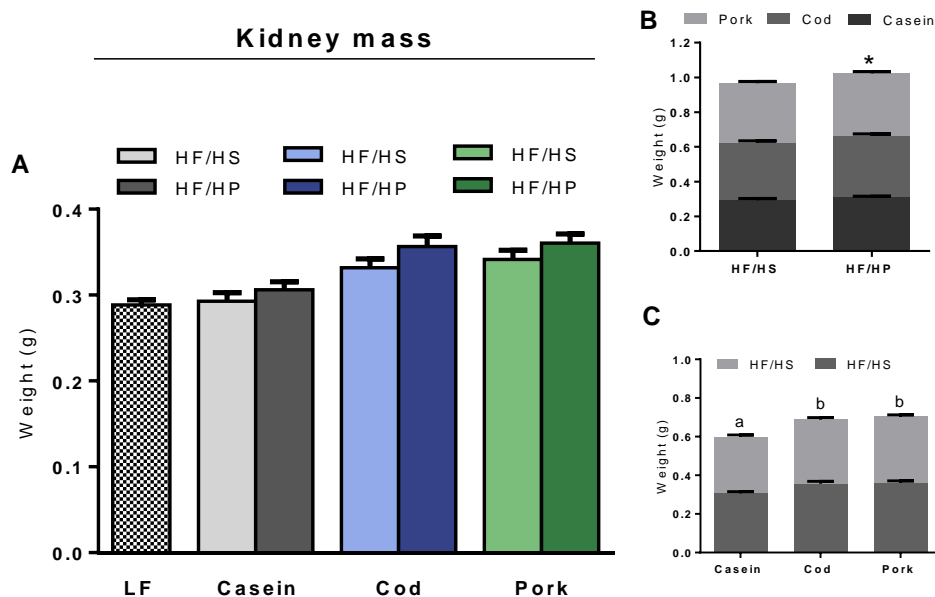 Kidney mass
A
HF/HS HF/HS HF/HS
HF/HP HF/HP HF/HP
Weight (g)
0.4
0.3
0.2
0.1
0.0
LF Casein Cod Pork
B
Pork Cod Casein
Weight (g)
1.2
1.0
0.8
0.6
0.4
0.2
0.0
*
HF/HS HF/HP
C
HF/HS HF/HS
Weight (g)
1.0
0.8
0.6
0.4
0.2
0.0
a b b
Casein Cod Pork